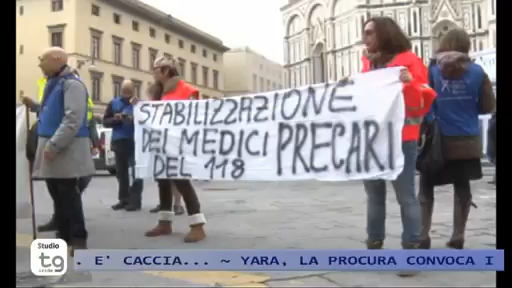 STABILIZZAZIONE
DEI MEDICI PRECARI
DEL 118
Studio
tg
. E' CACCIA... ~ YARA, LA PROCURA CONVOCA I